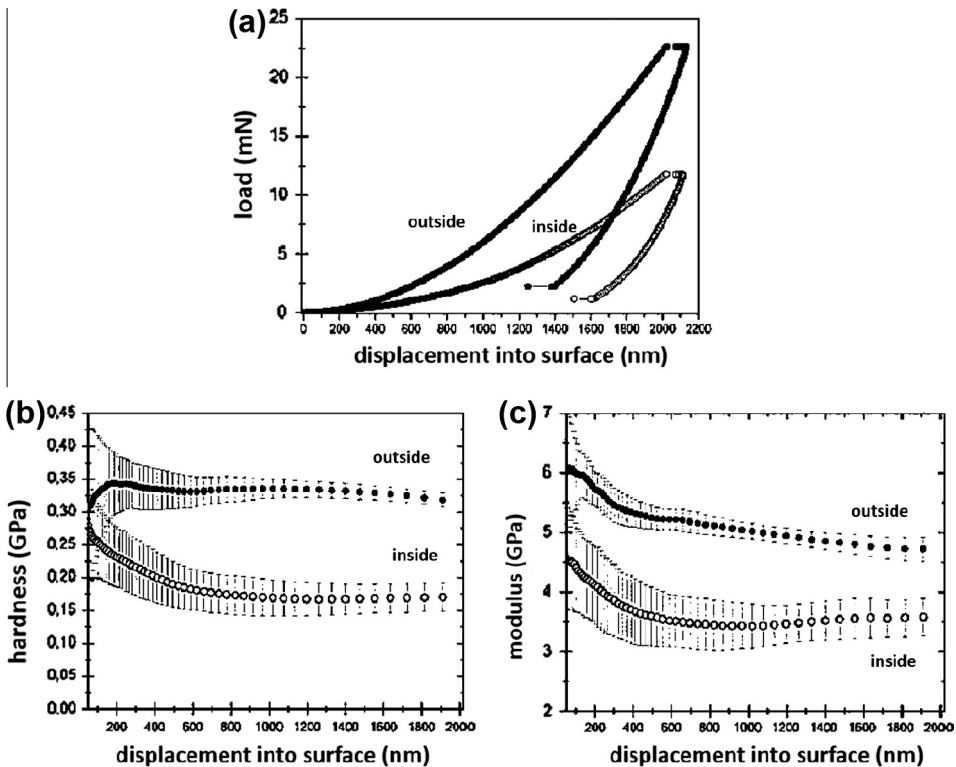 (a)
25
20
15
10
5
0
load (mN)
outside
inside
0 200 400 600 800 1000 1200 1400 1600 1800 2000 2200
displacement into surface (nm)
(b)
0,45
0,40
0,35
0,30
0,25
0,20
0,15
0,10
0,05
0,00
hardness (GPa)
outside
inside
200 400 600 800 1000 1200 1400 1600 1800 2000
displacement into surface (nm)
(c)
7
6
5
4
3
2
modulus (GPa)
outside
inside
200 400 600 800 1000 1200 1400 1600 1800 2000
displacement into surface (nm)